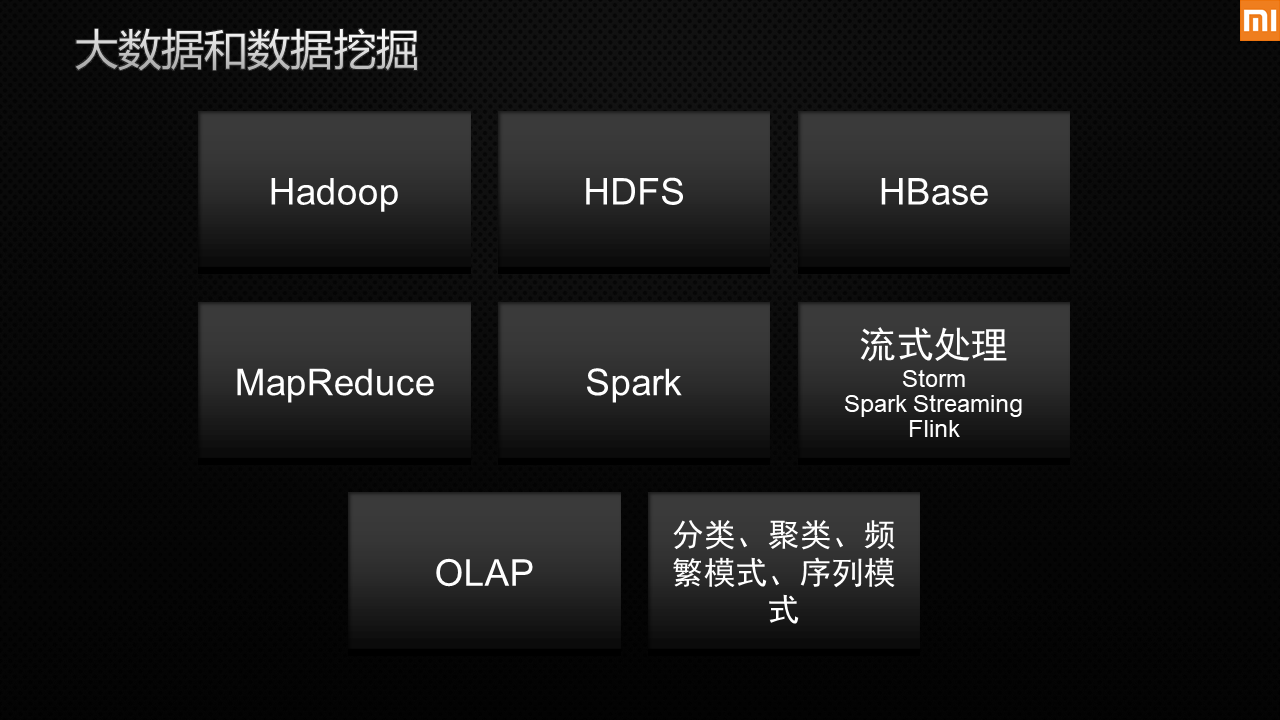 大数据和数据挖掘
mi
Hadoop
HDFS
HBase
MapReduce
Spark
流式处理
Storm
Spark Streaming
Flink
OLAP
分类、聚类、频
繁模式、序列模
式